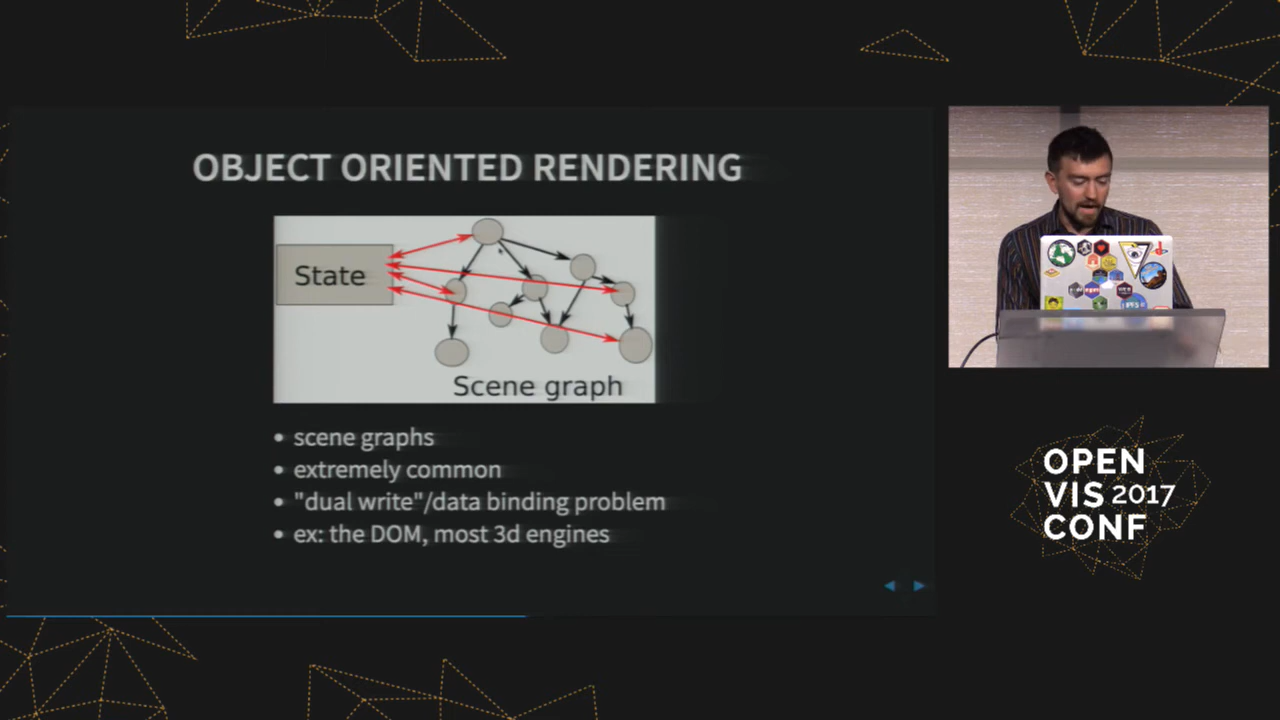 OBJECT ORIENTED RENDERING
State
Scene graph
• scene graphs
• extremely common
• "dual write"/data binding problem
• ex: the DOM, most 3d engines
OPEN
VIS 2017
CONF